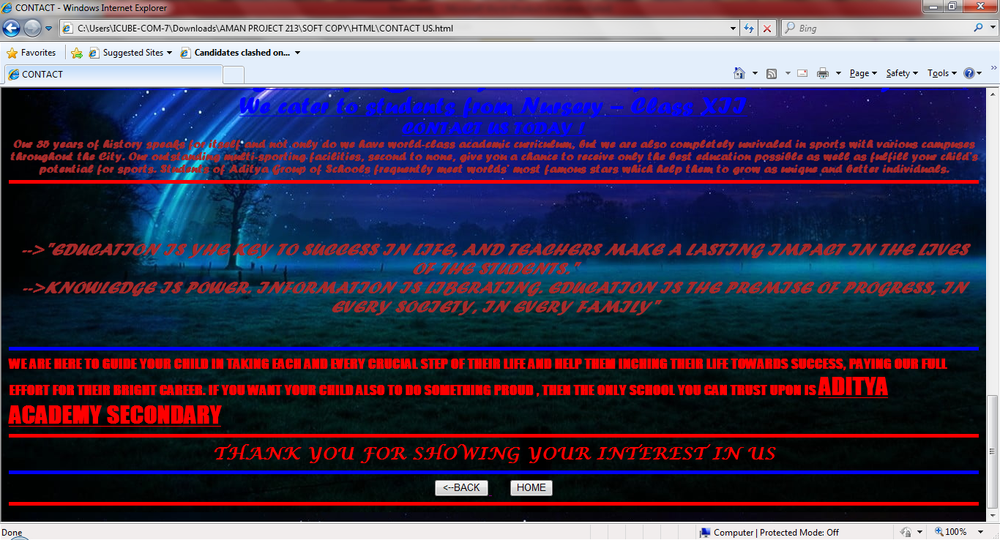 CONTACT - Windows Internet Explorer
C:\Users\ICUBE-COM-7\Downloads\AMAN PROJECT 213\SOFT COPY\HTML\CONTACT US.html
Bing
Favorites
Suggested Sites
Candidates clashed on...
CONTACT
Page
Safety
Tools
We cater to students from Nursery – Class XII
CONTACT US TODAY !
Our 35 years of history speaks for itself and not only do we have world-class academic curriculum, but we are also completely unrivaled in sports with various campuses
throughout the City. Our outstanding multi-sporting facilities, second to none, give you a chance to receive only the best education possible as well as fulfill your child's
potential for sports. Students of Aditya Group of Schools frequently meet worlds' most famous stars which help them to grow as unique and better individuals.
-->"EDUCATION IS YHE KEY TO SUCCESS IN LIFE, AND TEACHERS MAKE A LASTING IMPACT IN THE LIVES
OF THE STUDENTS."
-->KNOWLEDGE IS POWER. INFORMATION IS LIBERATING. EDUCATION IS THE PREMISE OF PROGRESS, IN
EVERY SOCIETY, IN EVERY FAMILY"
WE ARE HERE TO GUIDE YOUR CHILD IN TAKING EACH AND EVERY CRUCIAL STEP OF THEIR LIFE AND HELP THEM INCHING THEIR LIFE TOWARDS SUCCESS, PAYING OUR FULL
EFFORT FOR THEIR BRIGHT CAREER. IF YOU WANT YOUR CHILD ALSO TO DO SOMETHING PROUD , THEN THE ONLY SCHOOL YOU CAN TRUST UPON IS ADITYA
ACADEMY SECONDARY
THANK YOU FOR SHOWING YOUR INTEREST IN US
<--BACK
HOME
Done
Computer | Protected Mode: Off
100%